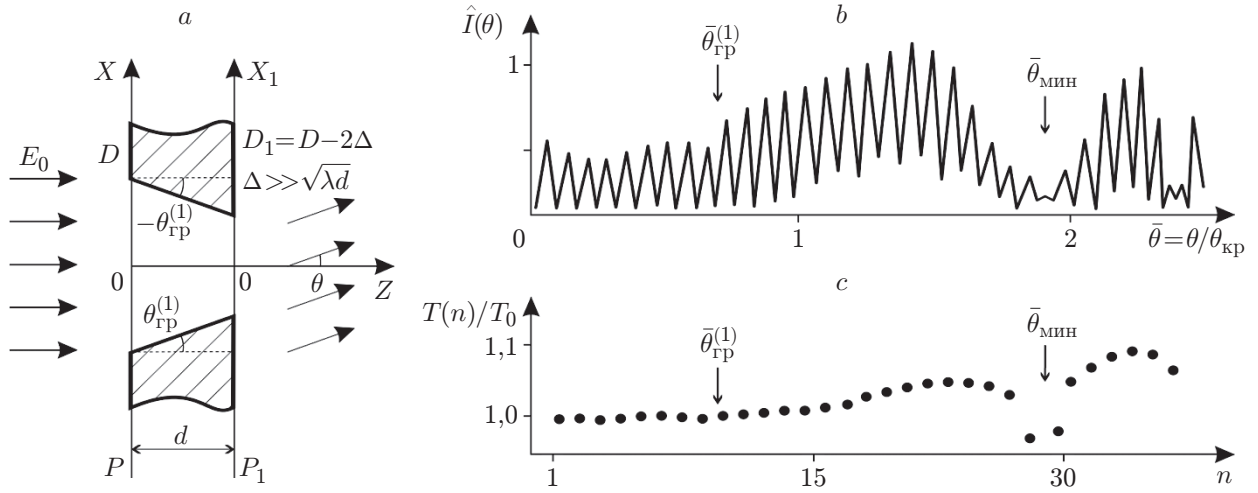 a
X
X₁
D
D₁=D−2Δ
E₀
Δ>>√λd
−θ_гр^(1)
0
0
θ
Z
θ_гр^(1)
d
P
P₁
b
Î(θ)
θ̄_гр^(1)
1
θ̄_мин
0
1
2
θ̄=θ/θ_кр
c
T(n)/T₀
θ̄_гр^(1)
θ̄_мин
1,1
1,0
1
15
30
n